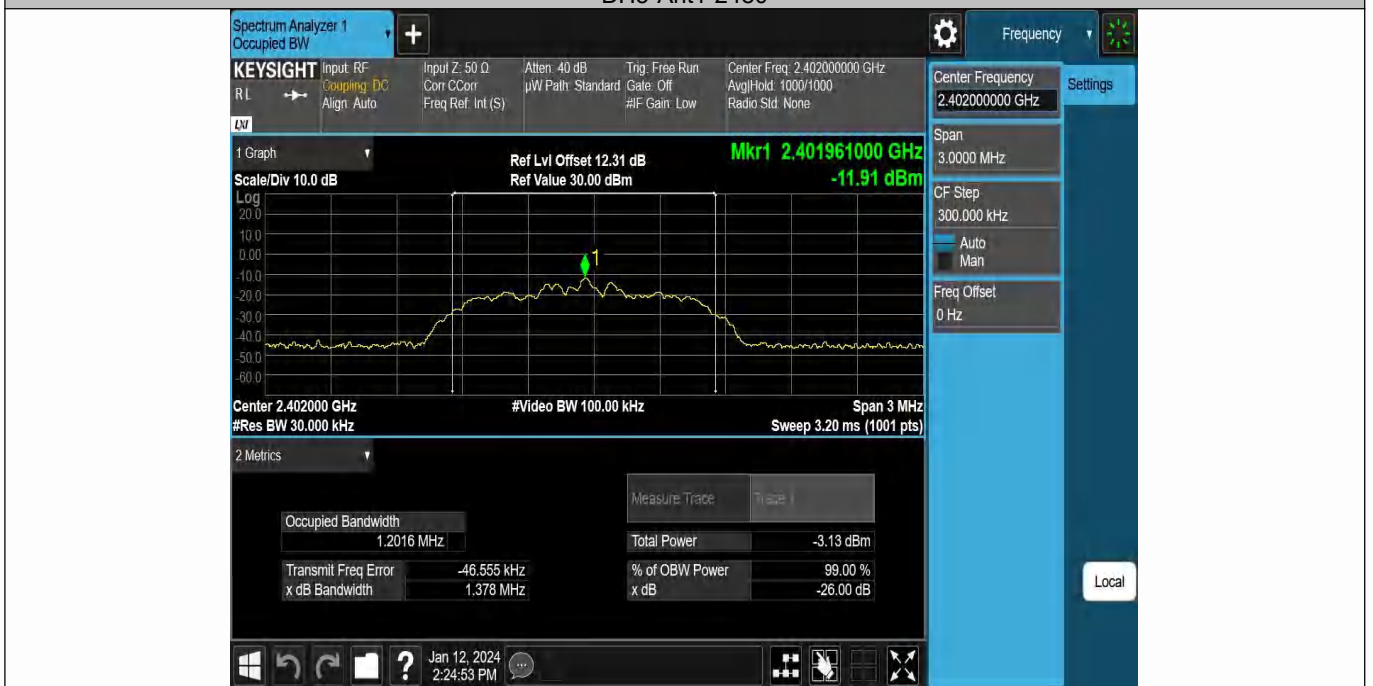 Spectrum Analyzer 1
Occupied BW
+
Frequency
KEYSIGHT
RL
LXI
Input: RF
Coupling: DC
Align: Auto
Input Z: 50 Ω
Corr CCorr
Freq Ref: Int (S)
Atten: 40 dB
µW Path: Standard
Trig: Free Run
Gate: Off
#IF Gain: Low
Center Freq: 2.402000000 GHz
Avg|Hold: 1000/1000
Radio Std: None
Center Frequency
2.402000000 GHz
Settings
Span
3.0000 MHz
CF Step
300.000 kHz
Auto
Man
Freq Offset
0 Hz
Local
1 Graph
Scale/Div 10.0 dB
Ref Lvl Offset 12.31 dB
Ref Value 30.00 dBm
Mkr1 2.401961000 GHz
-11.91 dBm
Log
20.0
10.0
0.00
-10.0
-20.0
-30.0
-40.0
-50.0
-60.0
1
Center 2.402000 GHz
#Res BW 30.000 kHz
#Video BW 100.00 kHz
Span 3 MHz
Sweep 3.20 ms (1001 pts)
2 Metrics
Measure Trace
Trace 1
Occupied Bandwidth
1.2016 MHz
Total Power
-3.13 dBm
Transmit Freq Error
-46.555 kHz
% of OBW Power
99.00 %
x dB Bandwidth
1.378 MHz
x dB
-26.00 dB
?
Jan 12, 2024
2:24:53 PM